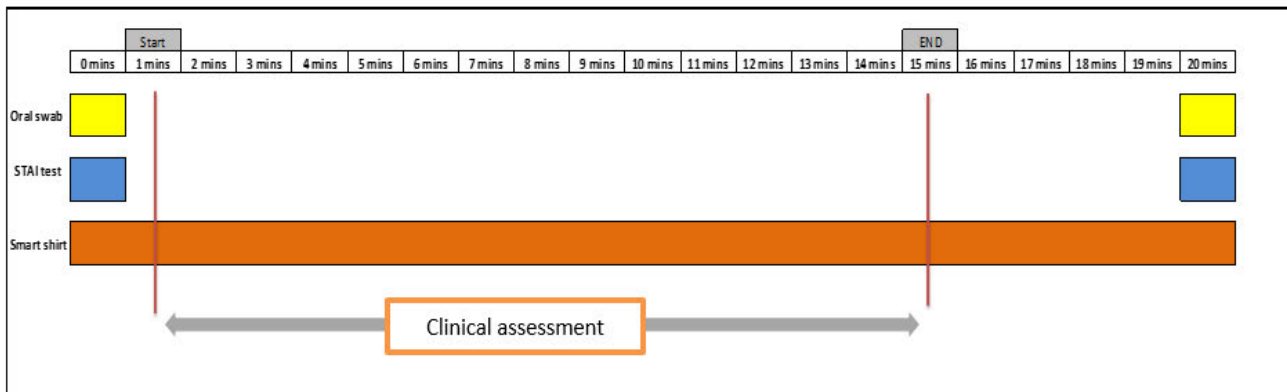 Start END
0 mins 1 mins 2 mins 3 mins 4 mins 5 mins 6 mins 7 mins 8 mins 9 mins 10 mins 11 mins 12 mins 13 mins 14 mins 15 mins 16 mins 17 mins 18 mins 19 mins 20 mins
Oral swab
STAI test
Smart shirt
Clinical assessment